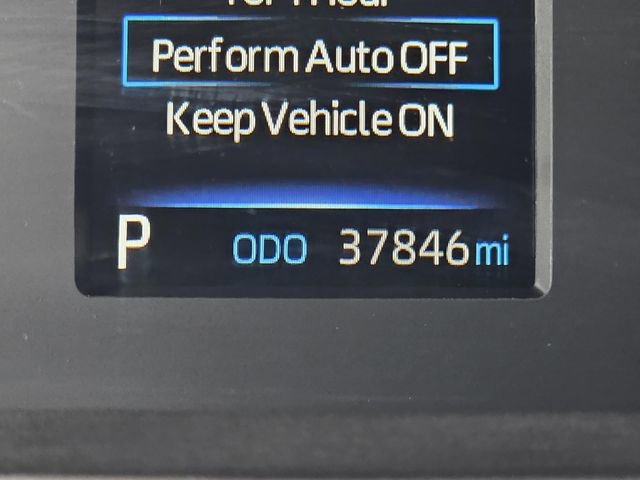 Perform Auto OFF
Keep Vehicle ON
P ODO 37846 mi